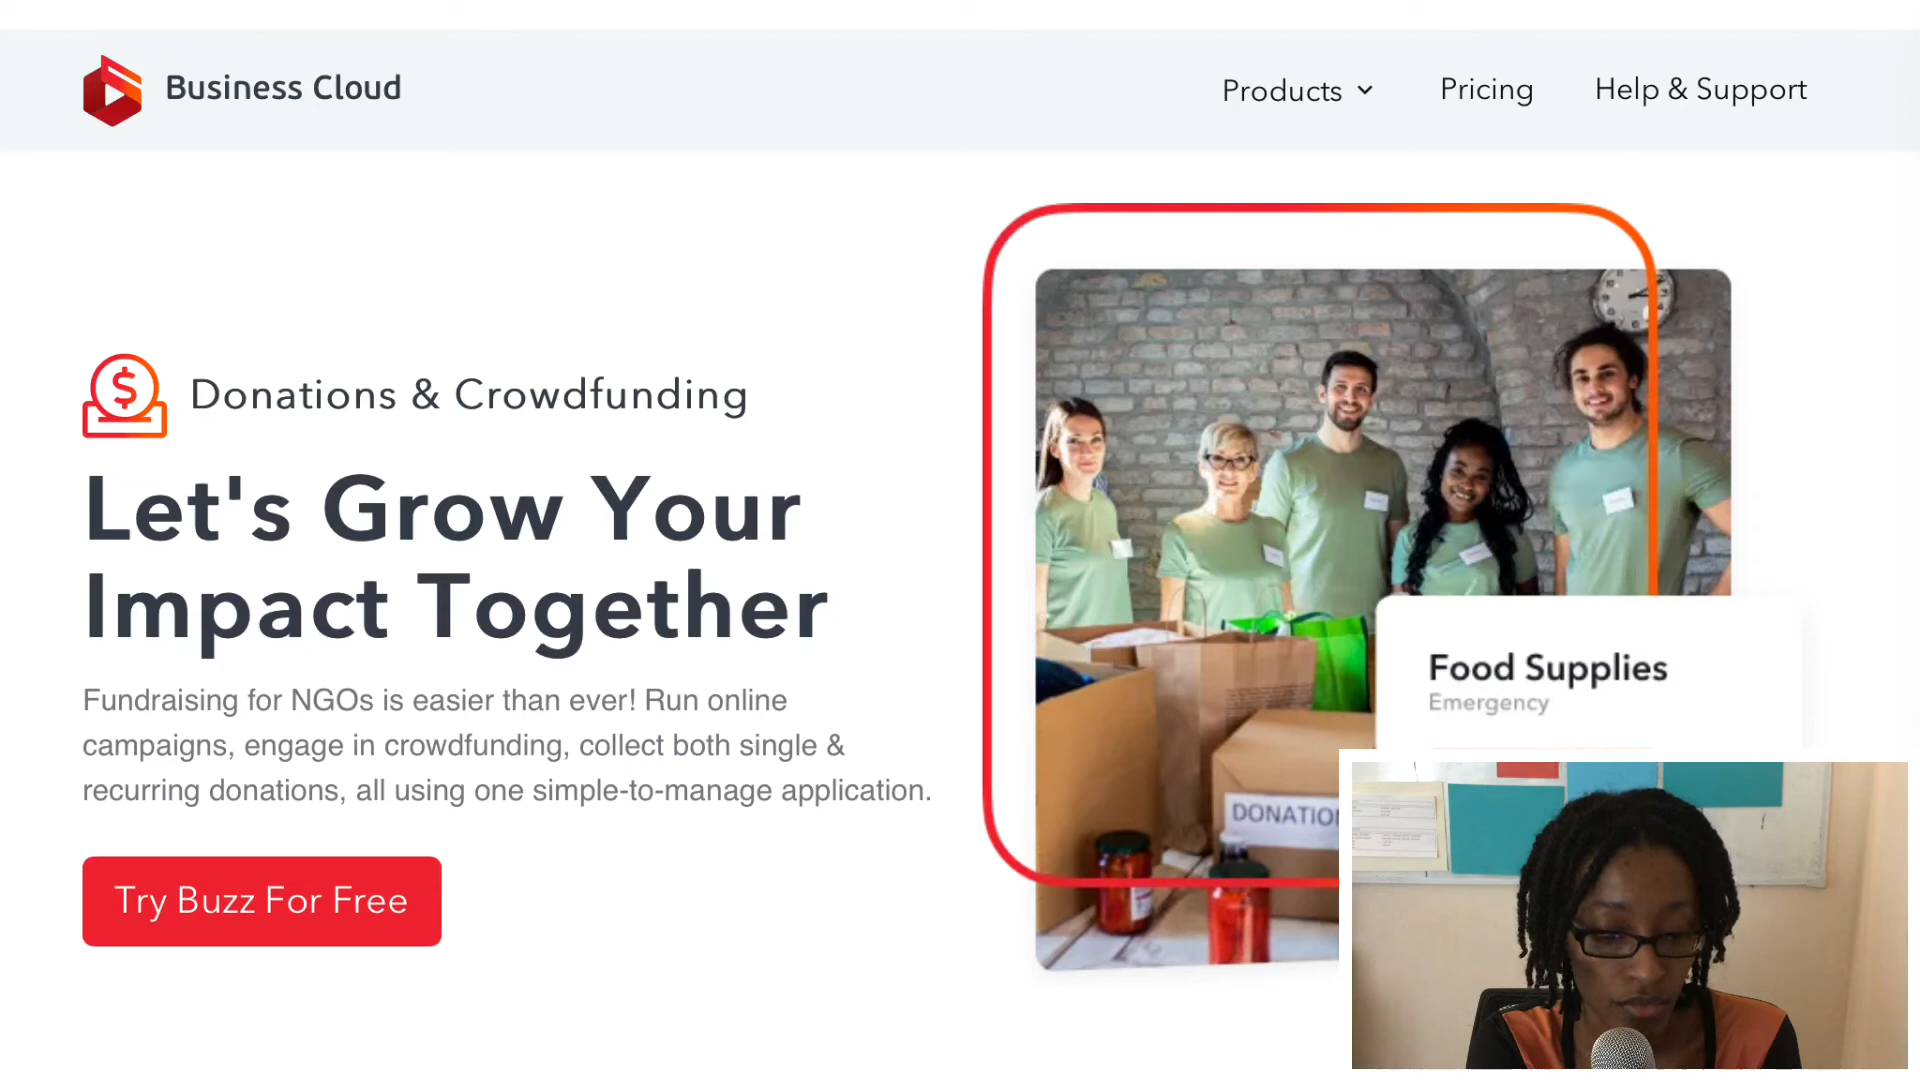 Business Cloud
Products
Pricing
Help & Support
Donations & Crowdfunding
Let's Grow Your
Impact Together
Fundraising for NGOs is easier than ever! Run online
campaigns, engage in crowdfunding, collect both single &
recurring donations, all using one simple-to-manage application.
Try Buzz For Free
Food Supplies
Emergency
DONATION